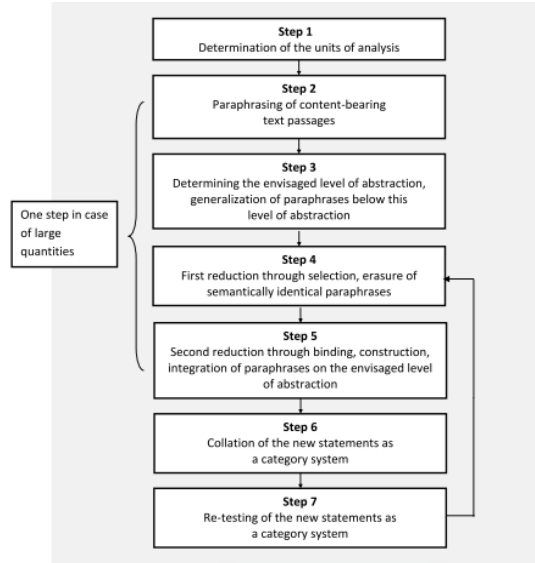 Step 1
Determination of the units of analysis
Step 2
Paraphrasing of content-bearing
text passages
Step 3
Determining the envisaged level of abstraction,
generalization of paraphrases below this
level of abstraction
One step in case
of large
quantities
Step 4
First reduction through selection, erasure of
semantically identical paraphrases
Step 5
Second reduction through binding, construction,
integration of paraphrases on the envisaged level
of abstraction
Step 6
Collation of the new statements as
a category system
Step 7
Re-testing of the new statements as
a category system